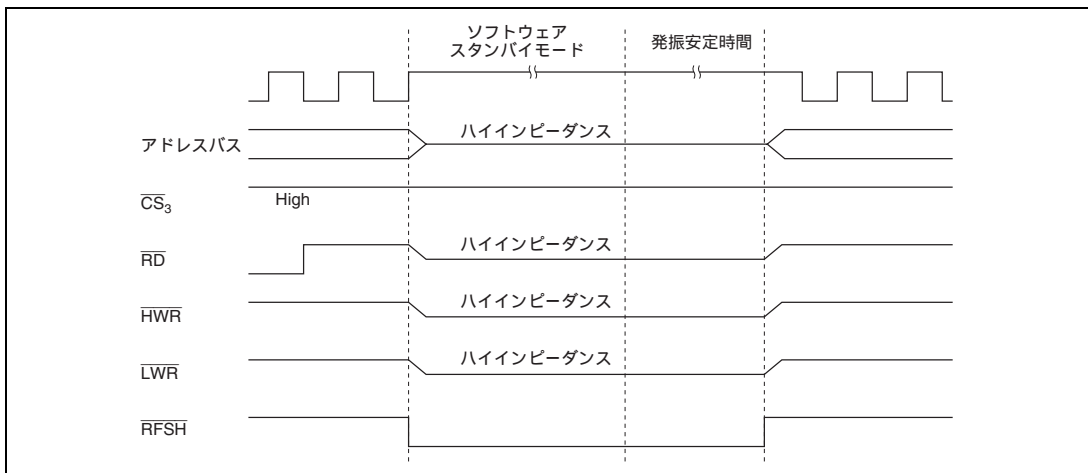 ソフトウェア
スタンバイモード
発振安定時間
アドレスバス
ハイインピーダンス
CS3
High
RD
ハイインピーダンス
HWR
ハイインピーダンス
LWR
ハイインピーダンス
RFSH